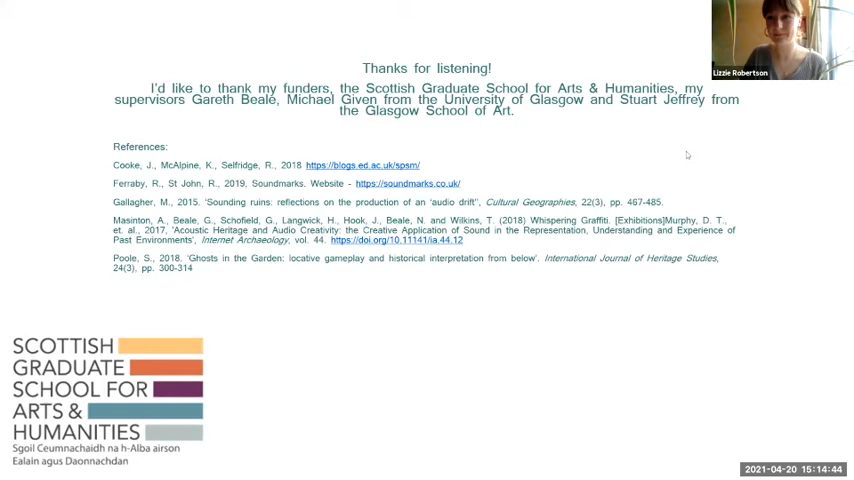 Lizzie Robertson
Thanks for listening!
I'd like to thank my funders, the Scottish Graduate School for Arts & Humanities, my
supervisors Gareth Beale, Michael Given from the University of Glasgow and Stuart Jeffrey from
the Glasgow School of Art.
References:
Cooke, J., McAlpine, K., Selfridge, R., 2018 https://blogs.ed.ac.uk/spsm/
Ferraby, R., St John, R., 2019, Soundmarks. Website - https://soundmarks.co.uk/
Gallagher, M., 2015. 'Sounding ruins: reflections on the production of an 'audio drift'', Cultural Geographies, 22(3), pp. 467-485.
Masinton, A., Beale, G., Schofield, G., Langwick, H., Hook, J., Beale, N. and Wilkins, T. (2018) Whispering Graffiti. [Exhibitions]Murphy, D. T.,
et. al., 2017, 'Acoustic Heritage and Audio Creativity: the Creative Application of Sound in the Representation, Understanding and Experience of
Past Environments', Internet Archaeology, vol. 44. https://doi.org/10.11141/ia.44.12
Poole, S., 2018. 'Ghosts in the Garden: locative gameplay and historical interpretation from below'. International Journal of Heritage Studies,
24(3), pp. 300-314
SCOTTISH
GRADUATE
SCHOOL FOR
ARTS &
HUMANITIES
Sgoil Ceumnachaidh na h-Alba airson
Ealain agus Daonnachdan
2021-04-20 15:14:44